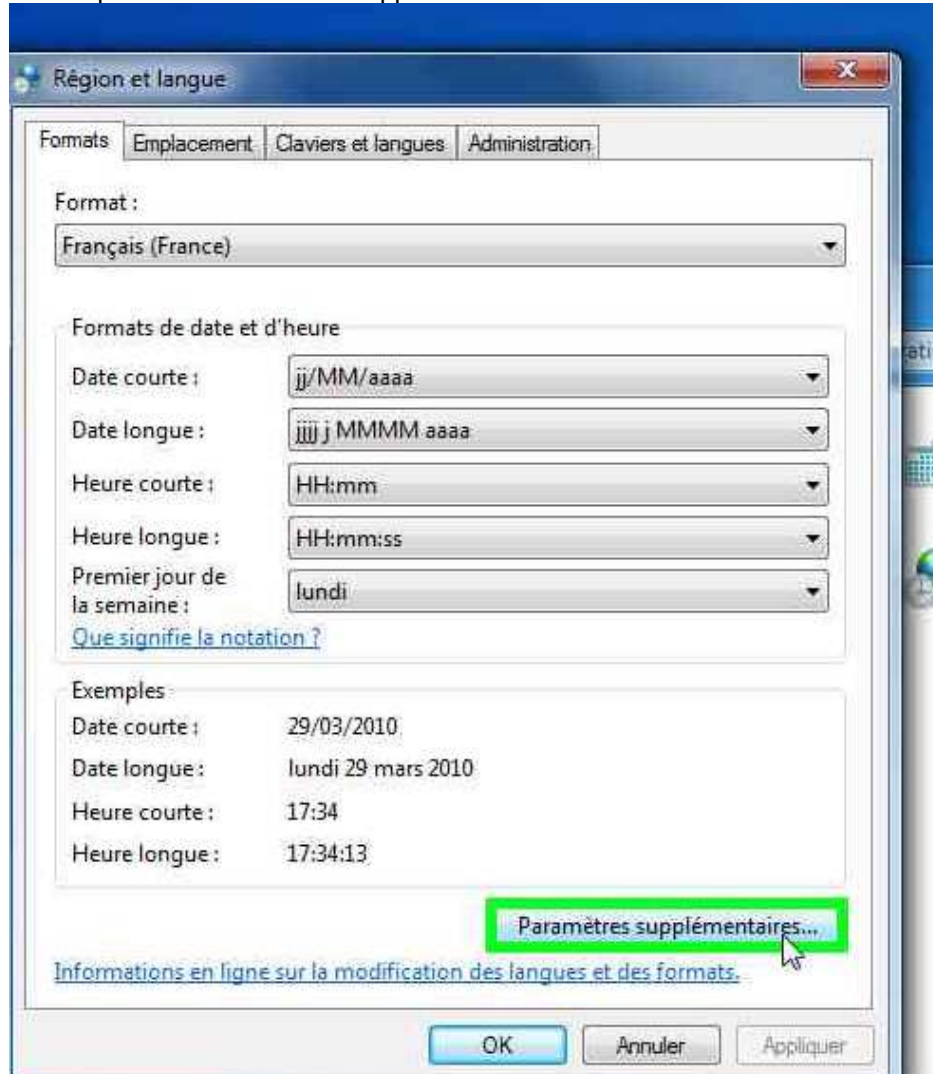 Région et langue
Formats Emplacement Claviers et langues Administration
Format :
Français (France)
Formats de date et d'heure
Date courte : jj/MM/aaaa
Date longue : jjjj j MMMM aaaa
Heure courte : HH:mm
Heure longue : HH:mm:ss
Premier jour de
la semaine : lundi
Que signifie la notation ?
Exemples
Date courte : 29/03/2010
Date longue : lundi 29 mars 2010
Heure courte : 17:34
Heure longue : 17:34:13
Paramètres supplémentaires...
Informations en ligne sur la modification des langues et des formats.
OK Annuler Appliquer